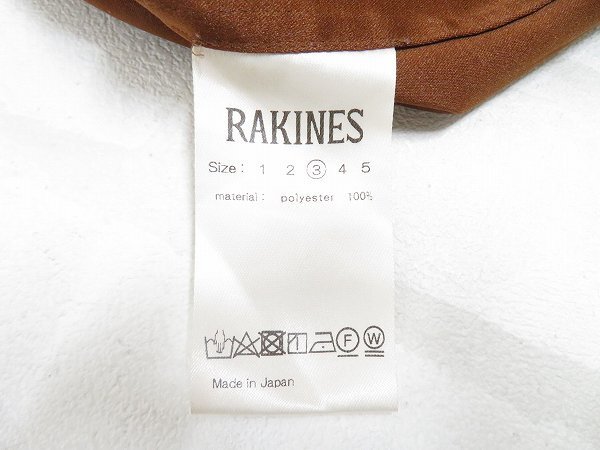 RAKINES
Size: 1 2 3 4 5
material: polyester 100%
F W
Made in Japan